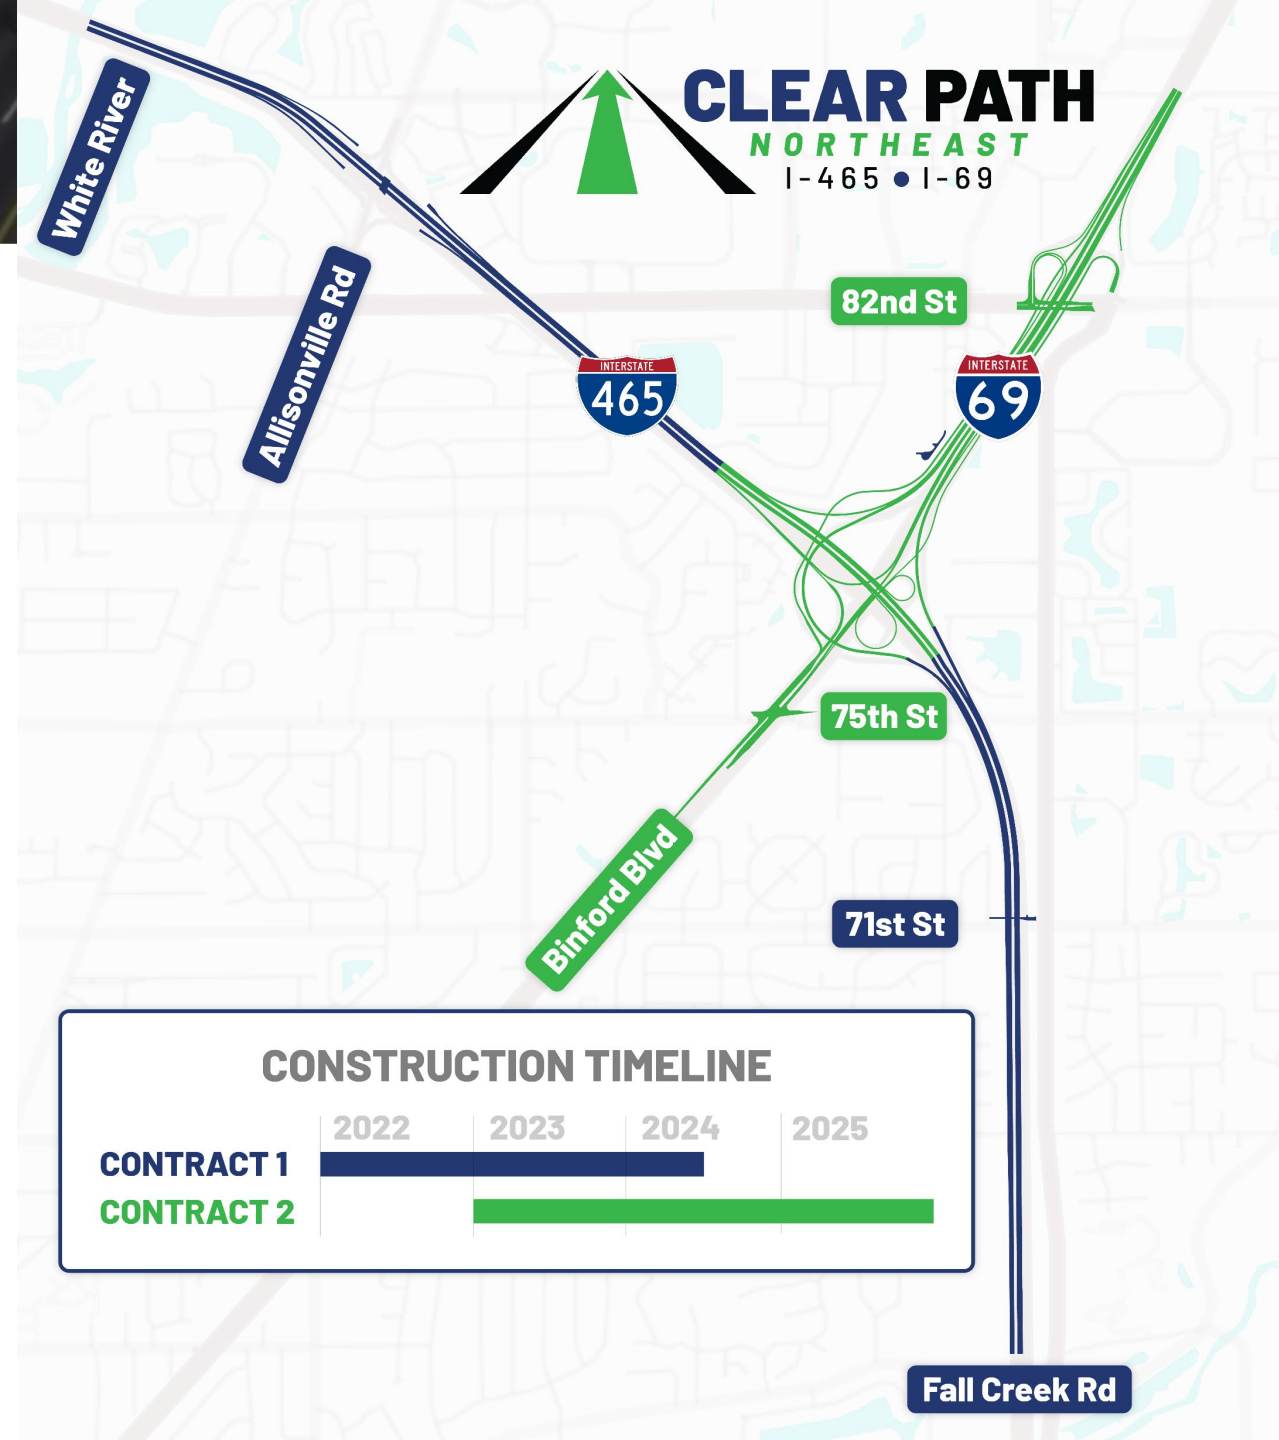 CLEAR PATH
NORTHEAST
I-465 • I-69
White River
Allisonville Rd
82nd St
INTERSTATE
465
INTERSTATE
69
75th St
Binford Blvd
71st St
CONSTRUCTION TIMELINE
2022 2023 2024 2025
CONTRACT 1
CONTRACT 2
Fall Creek Rd